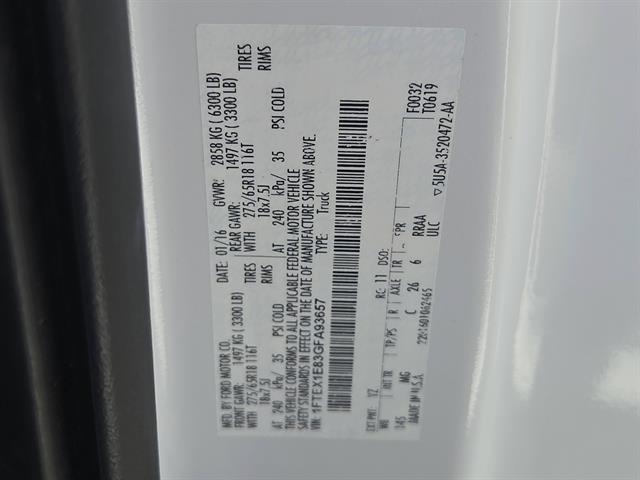 MFD. BY FORD MOTOR CO.
DATE: 01/16 GVWR: 2858 KG ( 6300 LB)
FRONT GAWR: 1497 KG (3300 LB) REAR GAWR: 1497 KG (3300 LB)
WITH 275/65R18 116T TIRES WITH 275/65R18 116T TIRES
18x7.5J RIMS 18x7.5J RIMS
AT 240 kPa/ 35 PSI COLD AT 240 kPa/ 35 PSI COLD
THIS VEHICLE CONFORMS TO ALL APPLICABLE FEDERAL MOTOR VEHICLE
SAFETY STANDARDS IN EFFECT ON THE DATE OF MANUFACTURE SHOWN ABOVE.
VIN: 1FTEX1E83GFA93657 TYPE: Truck
F0032
T0619
EXT PNT: YZ RC: 11 DSO:
WB INT TR TP/PS R AXLE TR SPR
145 MG C 26 6 RRAA
MADE IN U.S.A. ULC
▽5U5A-3520472-AA